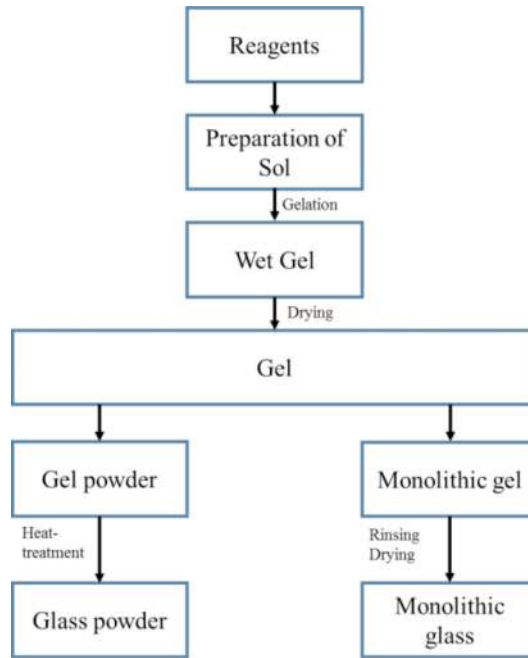 Reagents
Preparation of
Sol
Gelation
Wet Gel
Drying
Gel
Gel powder
Monolithic gel
Heat-
treatment
Rinsing
Drying
Glass powder
Monolithic
glass